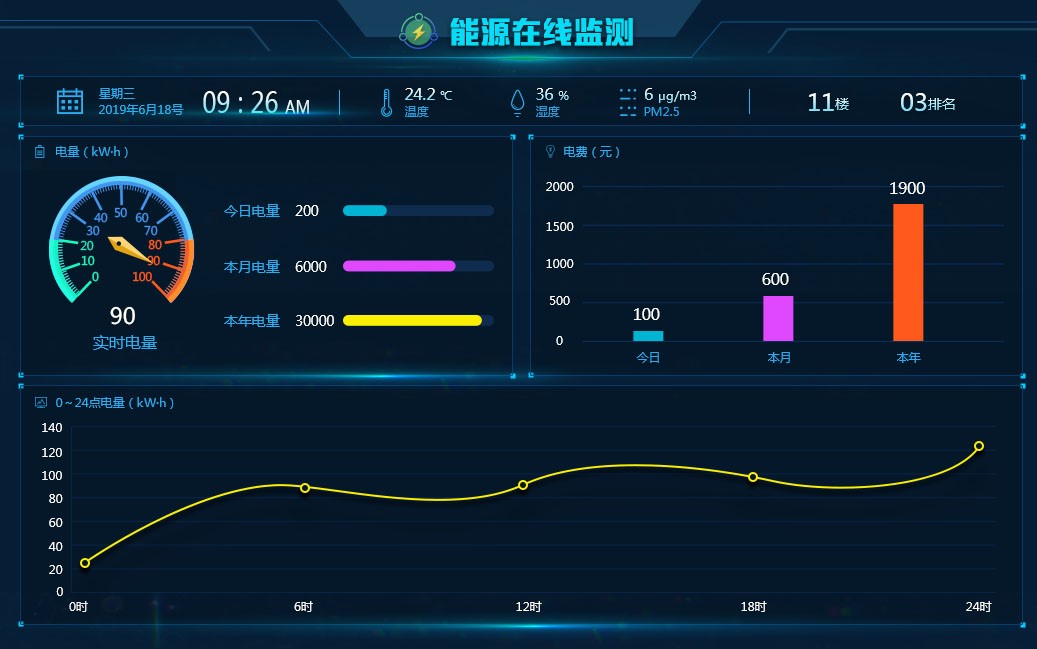 能源在线监测
星期三
2019年6月18号
09 : 26 AM
24.2 ℃
温度
36 %
湿度
6 μg/m3
PM2.5
11楼
03排名
电量 ( kW·h )
0
10
20
30
40
50
60
70
80
90
100
90
实时电量
今日电量 200
本月电量 6000
本年电量 30000
电费 ( 元 )
2000
1500
1000
500
0
100
600
1900
今日
本月
本年
0～24点电量 ( kW·h )
140
120
100
80
60
40
20
0
0时
6时
12时
18时
24时